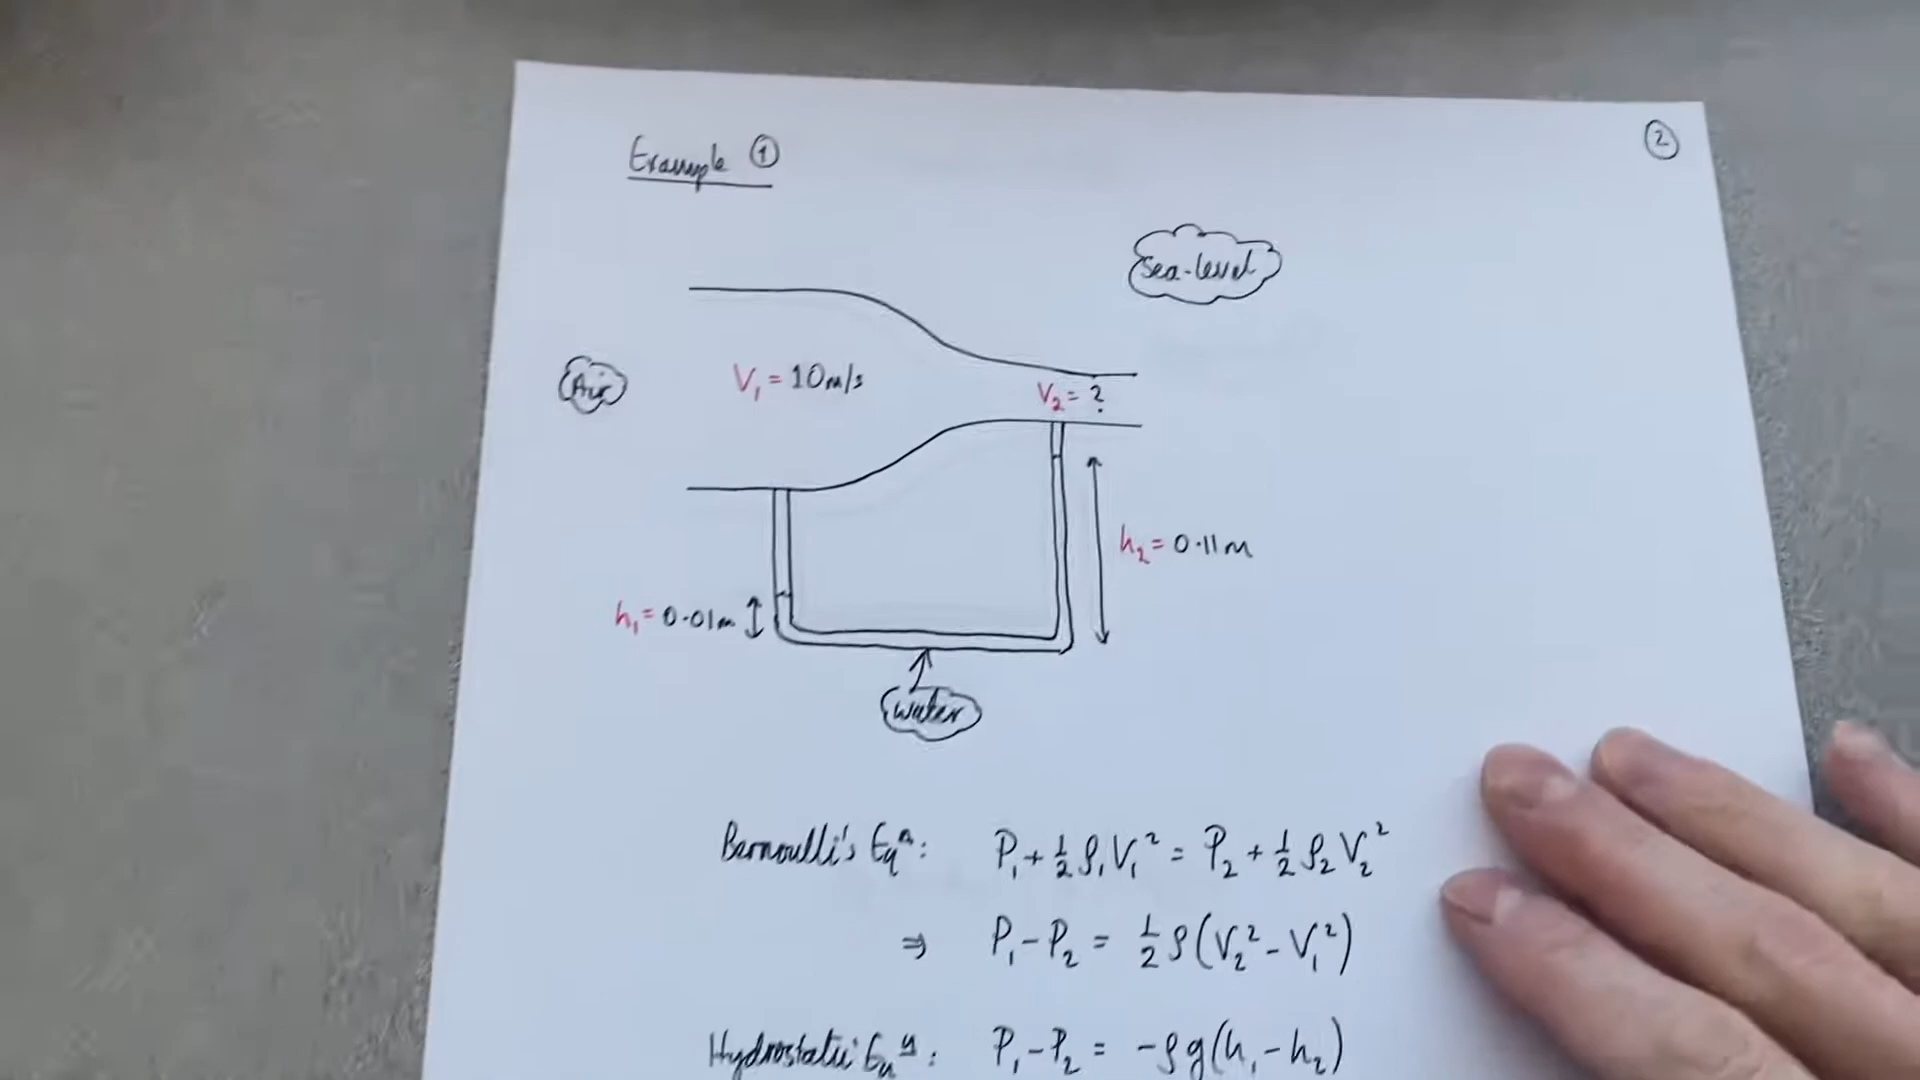 Example ①
②
Sea-level
Air
V₁ = 10m/s
V₂ = ?
h₂ = 0.11m
h₁ = 0.01m
Water
Bernoulli's Eqⁿ: P₁ + ½ρ₁V₁² = P₂ + ½ρ₂V₂²
⇒ P₁ - P₂ = ½ρ(V₂² - V₁²)
Hydrostatic Eqⁿ: P₁ - P₂ = -ρg(h₁ - h₂)